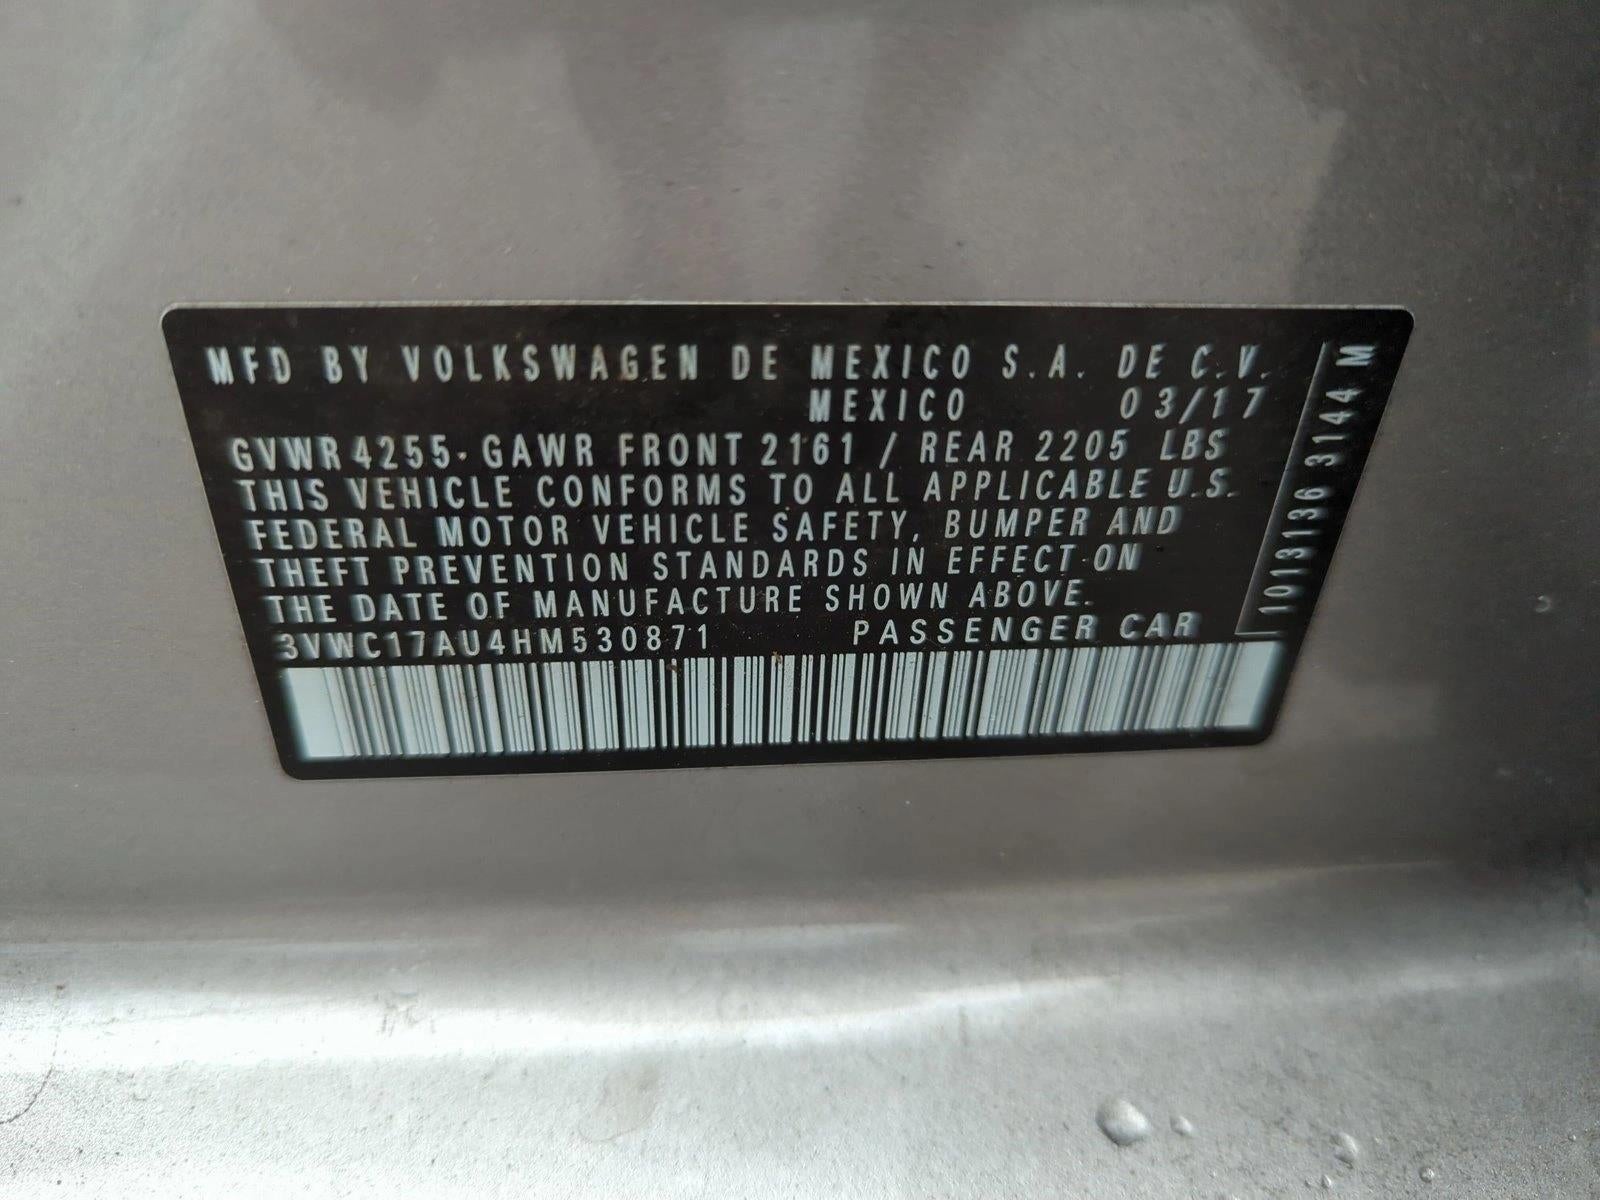 MFD BY VOLKSWAGEN DE MEXICO S.A. DE C.V.
MEXICO 03/17
GVWR 4255-GAWR FRONT 2161 / REAR 2205 LBS
THIS VEHICLE CONFORMS TO ALL APPLICABLE U.S.
FEDERAL MOTOR VEHICLE SAFETY, BUMPER AND
THEFT PREVENTION STANDARDS IN EFFECT ON
THE DATE OF MANUFACTURE SHOWN ABOVE.
3VWC17AU4HM530871 PASSENGER CAR
1013136 3144 M